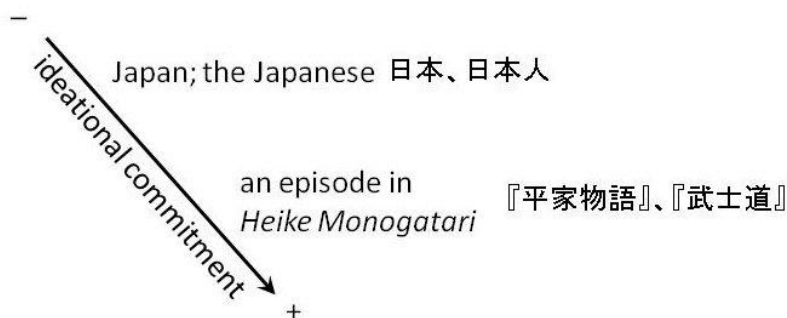 −
Japan; the Japanese 日本、日本人
ideational commitment
an episode in
Heike Monogatari
『平家物語』、『武士道』
+